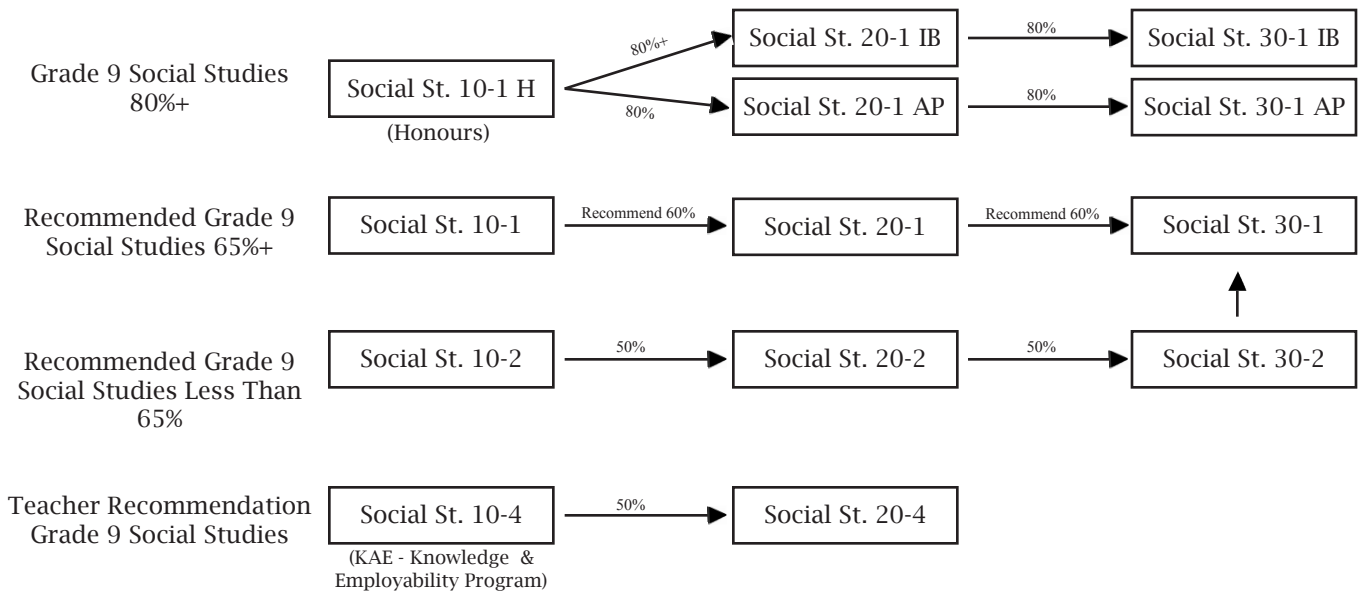 Grade 9 Social Studies
80%+
Social St. 10-1 H
(Honours)
80%+
80%
Social St. 20-1 IB
80%
Social St. 30-1 IB
Social St. 20-1 AP
80%
Social St. 30-1 AP
Recommended Grade 9
Social Studies 65%+
Social St. 10-1
Recommend 60%
Social St. 20-1
Recommend 60%
Social St. 30-1
Recommended Grade 9
Social Studies Less Than
65%
Social St. 10-2
50%
Social St. 20-2
50%
Social St. 30-2
Teacher Recommendation
Grade 9 Social Studies
Social St. 10-4
(KAE - Knowledge &
Employability Program)
50%
Social St. 20-4